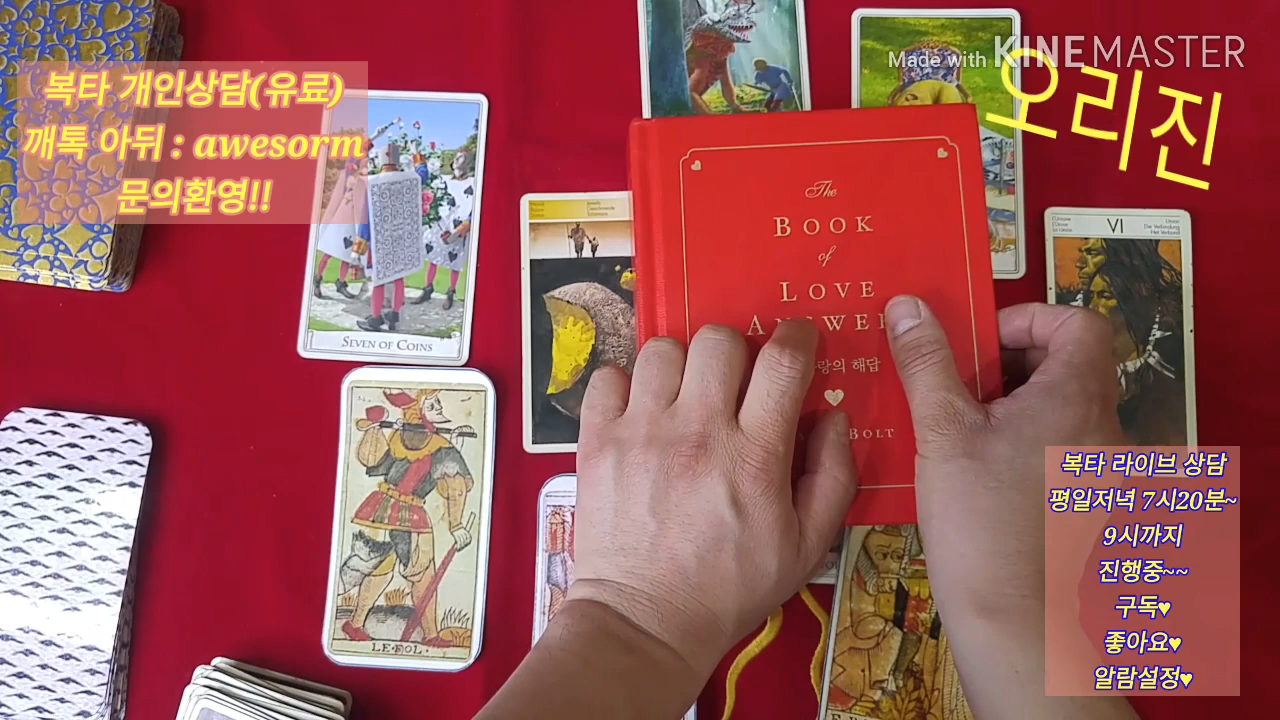 Made with KINEMASTER
오리진
복타 개인상담(유료)
깨톡 아뒤 : awesorm
문의환영!!
The
BOOK
of
LOVE
사랑의 해답
BOLT
SEVEN OF COINS
VI
LE·FOL·
복타 라이브 상담
평일저녁 7시20분~
9시까지
진행중~~
구독♥
좋아요♥
알람설정♥